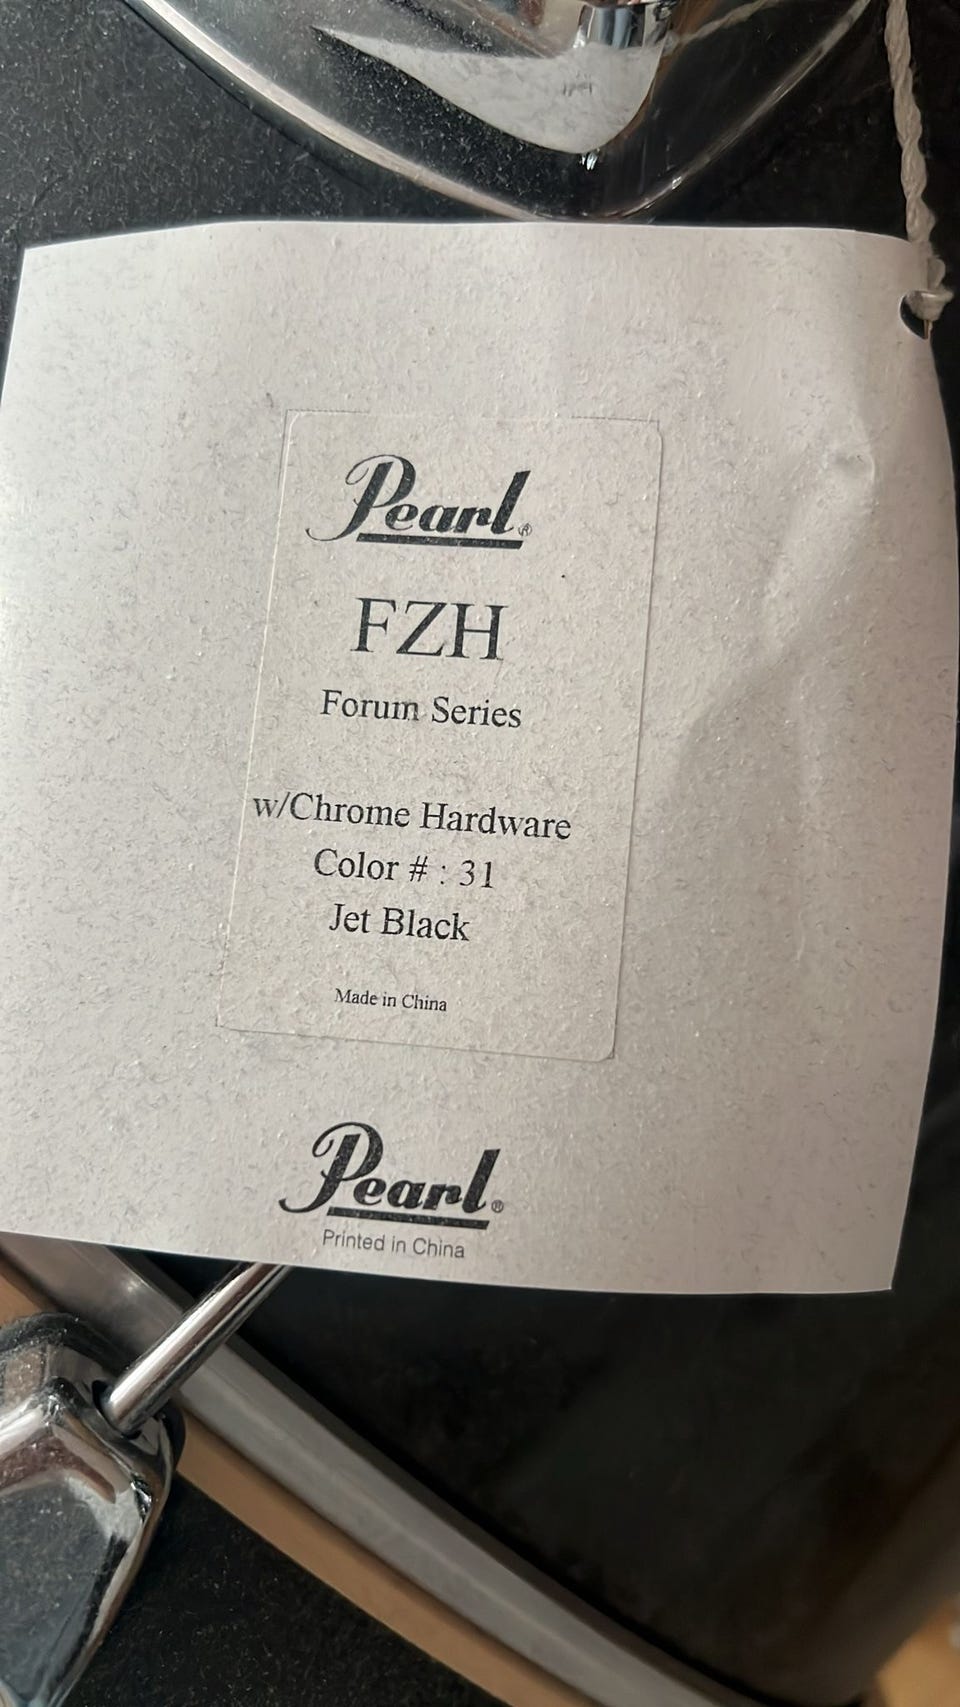 Pearl®
FZH
Forum Series
w/Chrome Hardware
Color # : 31
Jet Black
Made in China
Pearl®
Printed in China